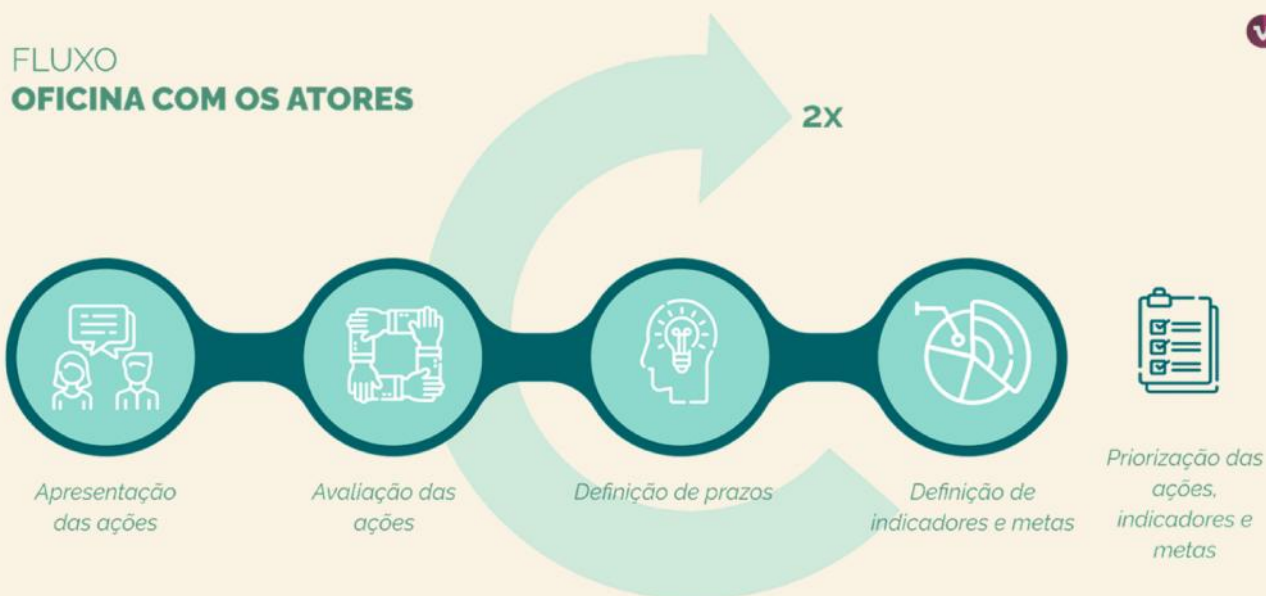 FLUXO
OFICINA COM OS ATORES
2X
Apresentação
das ações
Avaliação das
ações
Definição de prazos
Definição de
indicadores e metas
Priorização das
ações,
indicadores e
metas